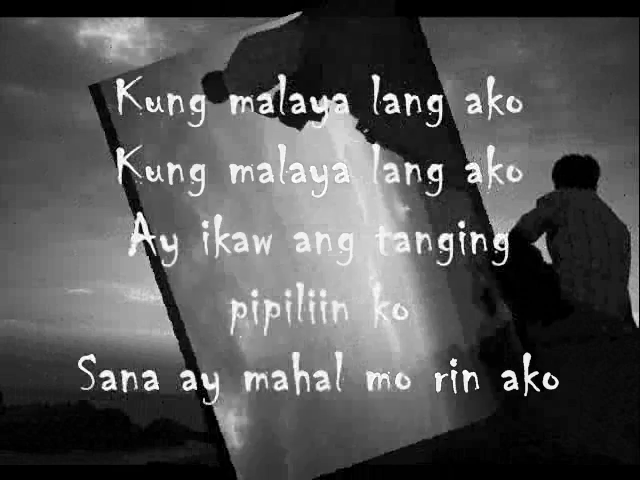 Kung malaya lang ako
Kung malaya lang ako
Ay ikaw ang tanging
pipiliin ko
Sana ay mahal mo rin ako